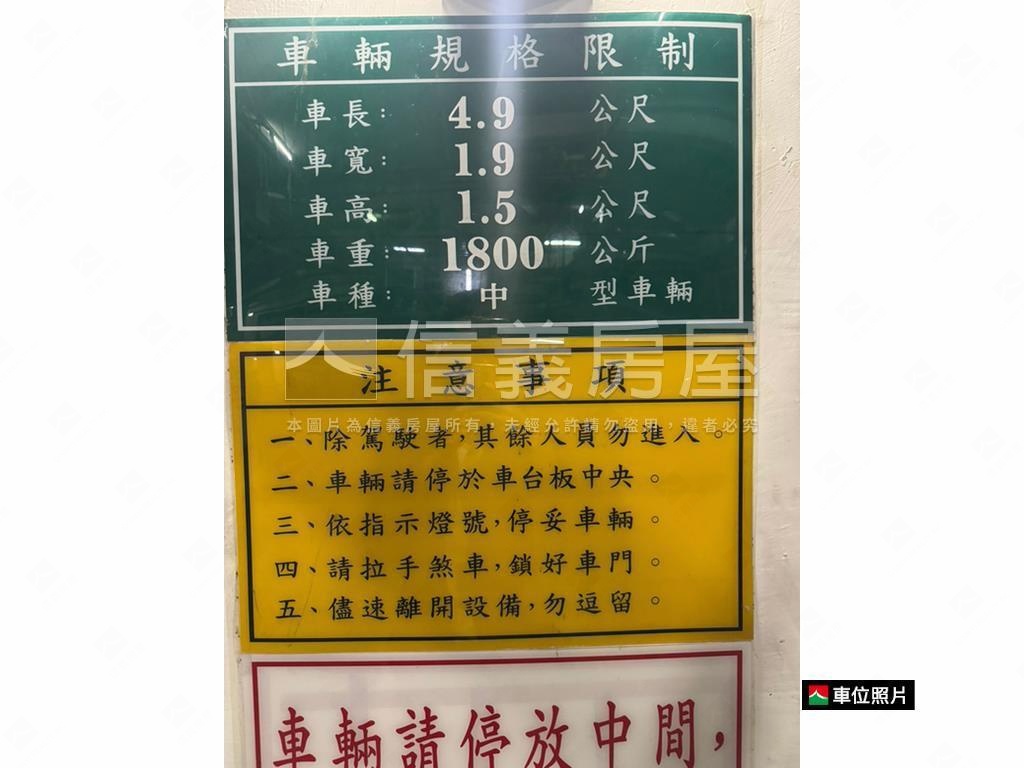 車輛規格限制
車長: 4.9 公尺
車寬: 1.9 公尺
車高: 1.5 公尺
車重: 1800 公斤
車種: 中 型車輛
信義房屋
注意事項
本圖片為信義房屋所有，未經允許請勿盜用，違者必究
一、除駕駛者，其餘人員勿進入。
二、車輛請停於車台板中央。
三、依指示燈號，停妥車輛。
四、請拉手煞車，鎖好車門。
五、儘速離開設備，勿逗留。
車輛請停放中間，
車位照片